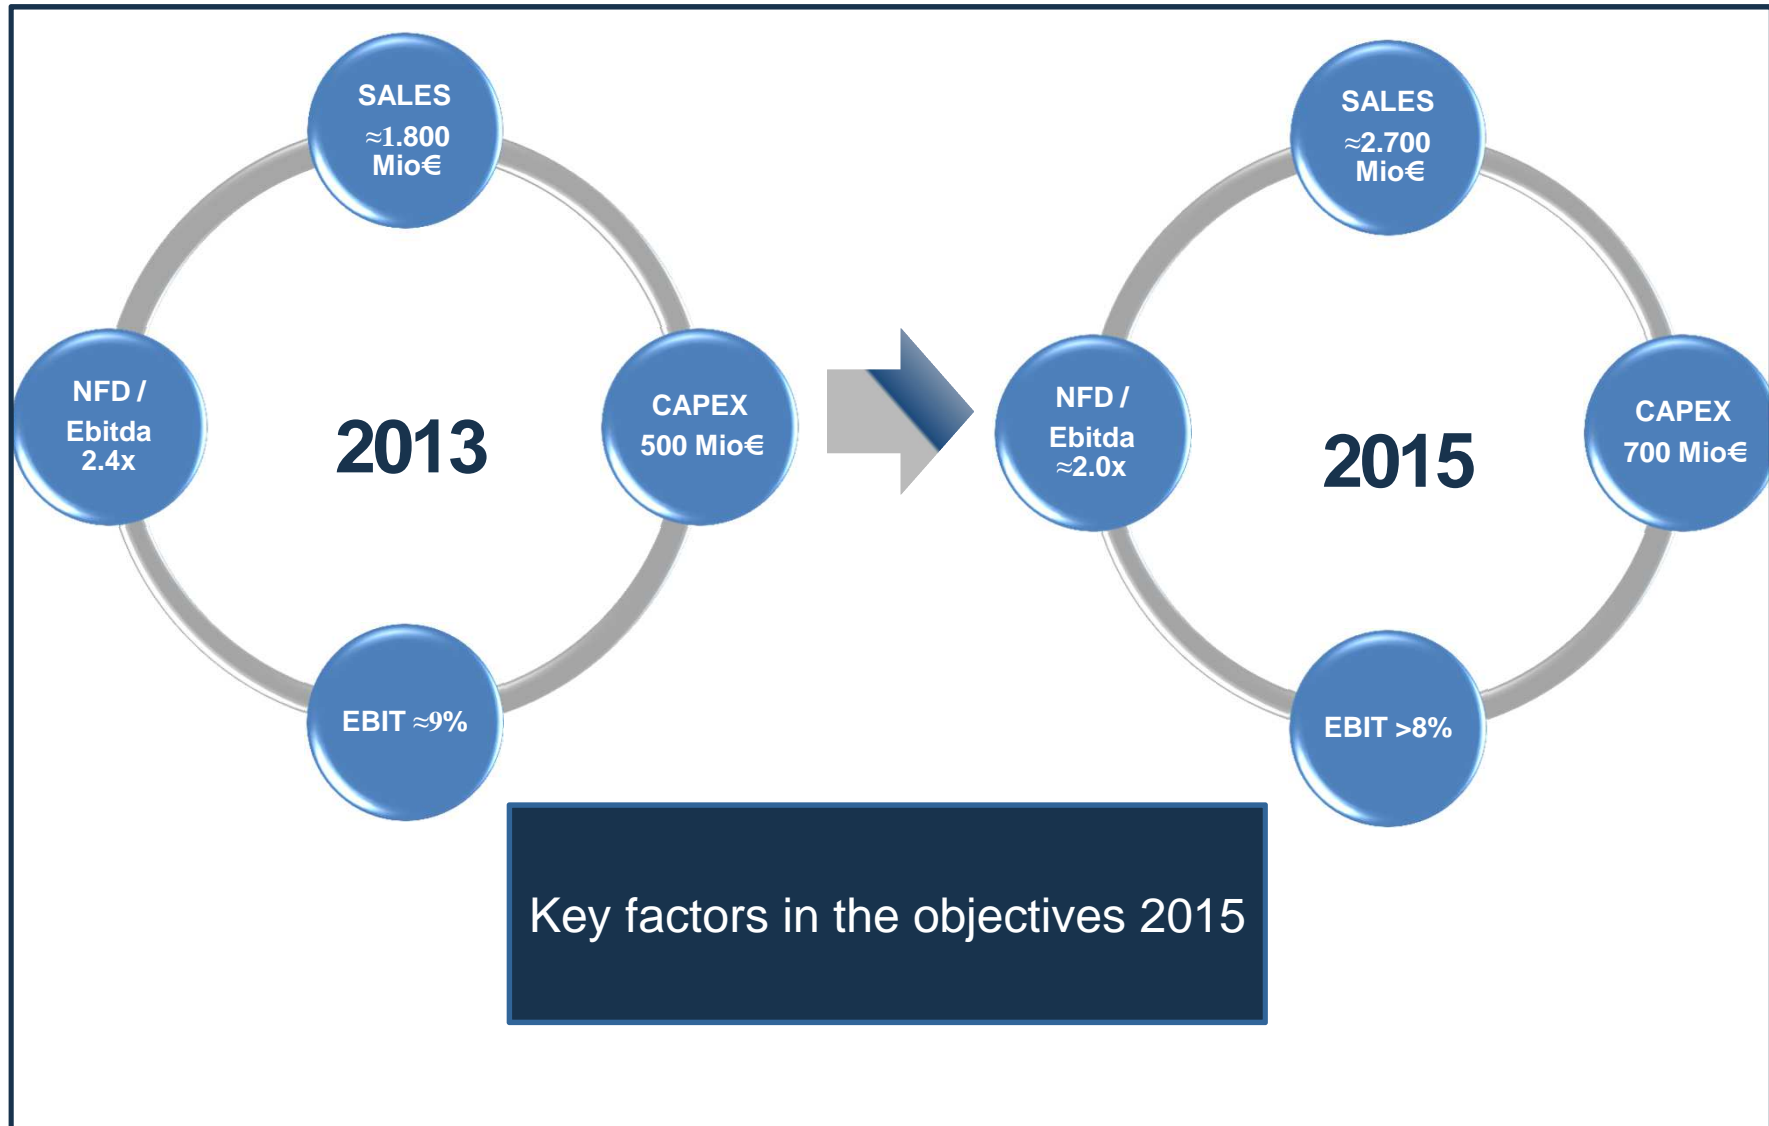 SALES
≈1.800
Mio€
NFD /
Ebitda
2.4x
2013
CAPEX
500 Mio€
EBIT ≈9%
SALES
≈2.700
Mio€
NFD /
Ebitda
≈2.0x
2015
CAPEX
700 Mio€
EBIT >8%
Key factors in the objectives 2015